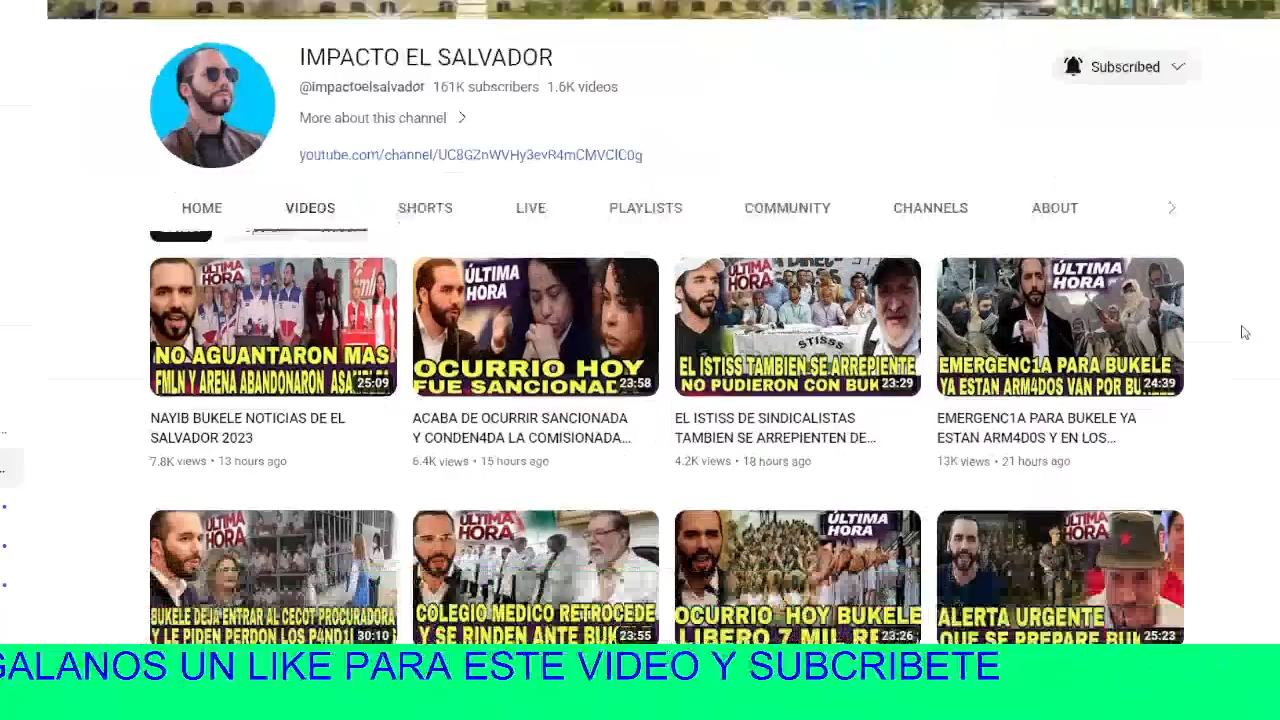 IMPACTO EL SALVADOR
@impactoelsalvador 161K subscribers 1.6K videos
More about this channel
youtube.com/channel/UC8GZnWVHy3evR4mCMVClC0g
Subscribed
HOME VIDEOS SHORTS LIVE PLAYLISTS COMMUNITY CHANNELS ABOUT
ÚLTIMA HORA
NO AGUANTARON MAS
FMLN Y ARENA ABANDONARON
25:09
ÚLTIMA HORA
OCURRIO HOY
FUE SANCIONAD
23:58
ÚLTIMA HORA
STISSS
EL ISTISS TAMBIEN SE ARREPIENTE
NO PUDIERON CON BUK
23:29
ÚLTIMA HORA
EMERGENC1A PARA BUKELE
YA ESTAN ARM4DOS VAN POR BU
24:39
NAYIB BUKELE NOTICIAS DE EL
SALVADOR 2023
7.8K views • 13 hours ago
ACABA DE OCURRIR SANCIONADA
Y CONDEN4DA LA COMISIONADA...
6.4K views • 15 hours ago
EL ISTISS DE SINDICALISTAS
TAMBIEN SE ARREPIENTEN DE...
4.2K views • 18 hours ago
EMERGENC1A PARA BUKELE YA
ESTAN ARM4D0S Y EN LOS...
13K views • 21 hours ago
ÚLTIMA HORA
BUKELE DEJA ENTRAR AL CECOT PROCURADORA
Y LE PIDEN PERDON LOS P4ND1
30:10
ÚLTIMA HORA
COLEGIO MEDICO RETROCEDE
Y SE RINDEN ANTE BUK
23:55
ÚLTIMA HORA
OCURRIO HOY BUKELE
LIBERO 7 MIL RE
23:26
ÚLTIMA HORA
ALERTA URGENTE
QUE SE PREPARE BU
25:23
GALANOS UN LIKE PARA ESTE VIDEO Y SUBCRIBETE